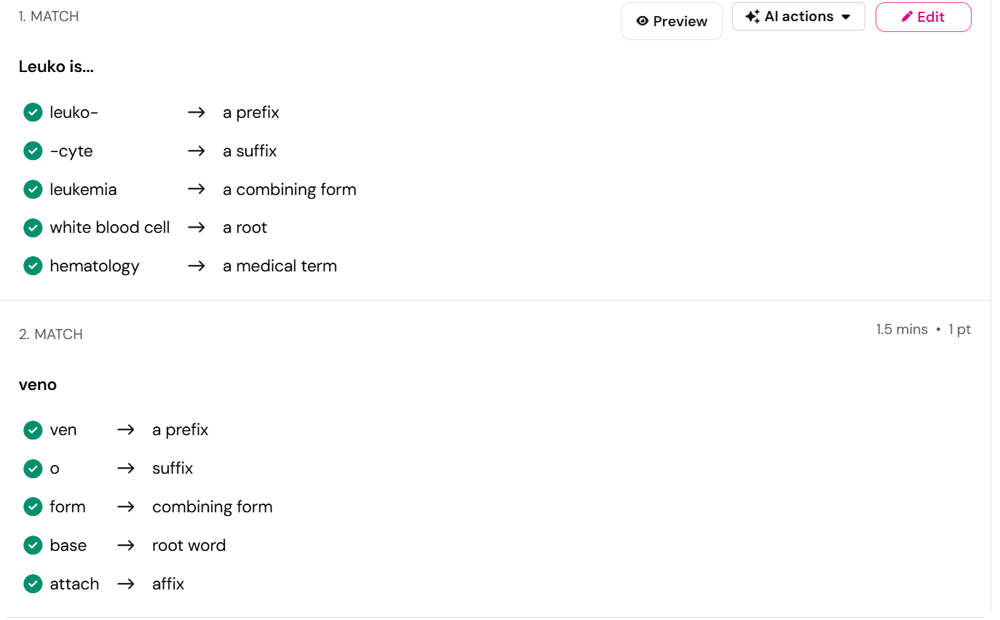 1. MATCH
Preview
AI actions
Edit
Leuko is...
leuko- → a prefix
-cyte → a suffix
leukemia → a combining form
white blood cell → a root
hematology → a medical term
2. MATCH
1.5 mins • 1 pt
veno
ven → a prefix
o → suffix
form → combining form
base → root word
attach → affix